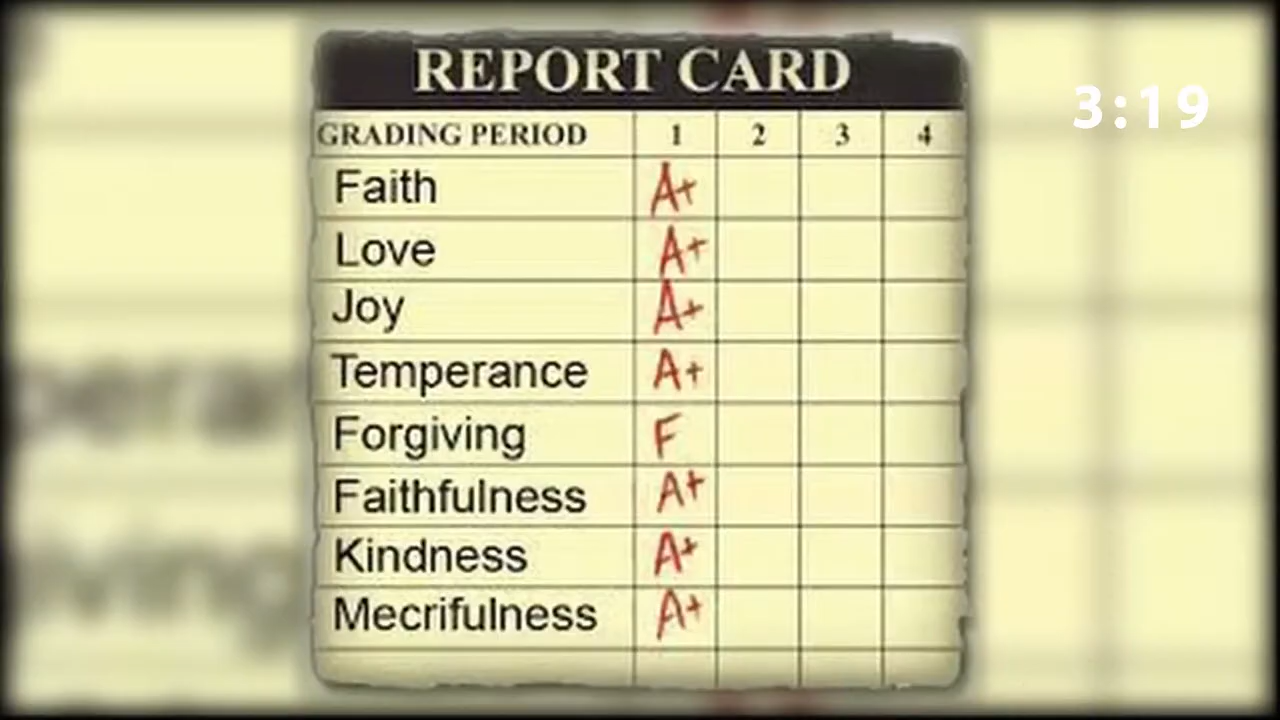 REPORT CARD
3:19
GRADING PERIOD 1 2 3 4
Faith A+
Love A+
Joy A+
Temperance A+
Forgiving F
Faithfulness A+
Kindness A+
Mecrifulness A+